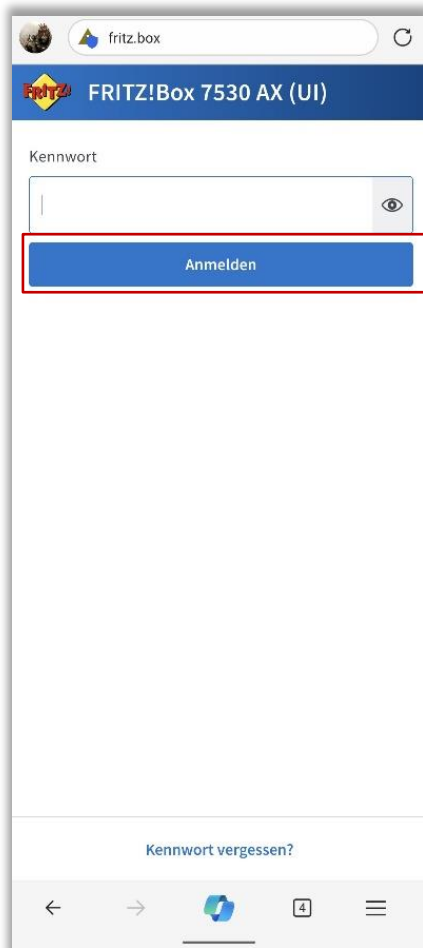 fritz.box
FRITZ! FRITZ!Box 7530 AX (UI)
Kennwort
Anmelden
Kennwort vergessen?
4